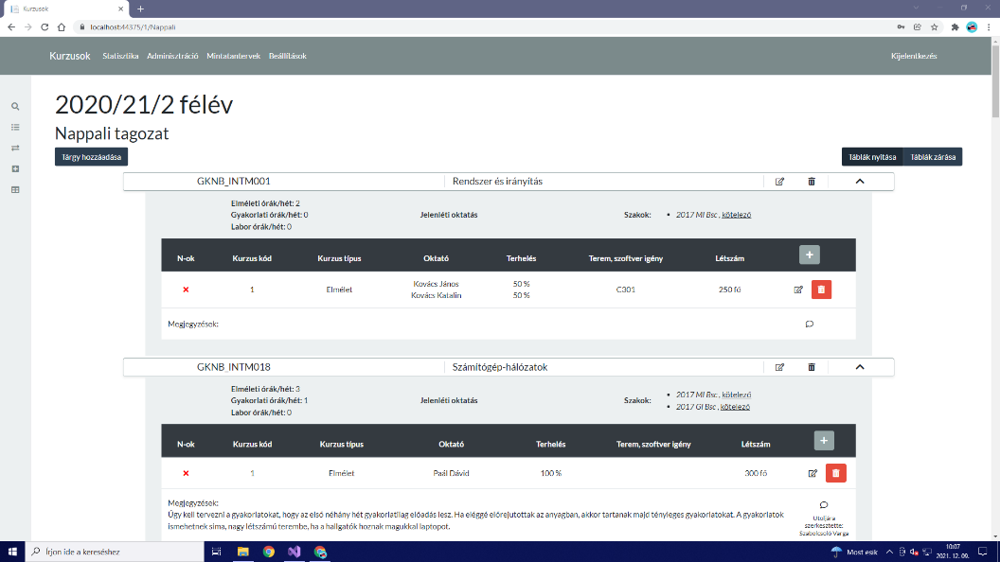 Kurzusok
localhost:44375/1/Nappali
Kurzusok Statisztika Adminisztráció Mintatantervek Beállítások Kijelentkezés
2020/21/2 félév
Nappali tagozat
Tárgy hozzáadása Táblák nyitása Táblák zárása
GKNB_INTM001 Rendszer és irányítás
Elméleti órák/hét: 2
Gyakorlati órák/hét: 0 Jelenléti oktatás Szakok: • 2017 MI Bsc , kötelező
Labor órák/hét: 0
N-ok Kurzus kód Kurzus típus Oktató Terhelés Terem, szoftver igény Létszám
1 Elmélet Kovács János 50 % C301 250 fő
Kovács Katalin 50 %
Megjegyzések:
GKNB_INTM018 Számítógép-hálózatok
Elméleti órák/hét: 3 • 2017 MI Bsc , kötelező
Gyakorlati órák/hét: 1 Jelenléti oktatás Szakok:
Labor órák/hét: 0 • 2017 GI Bsc , kötelező
N-ok Kurzus kód Kurzus típus Oktató Terhelés Terem, szoftver igény Létszám
1 Elmélet Paál Dávid 100 % 300 fő
Megjegyzések:
Úgy kell tervezni a gyakorlatokat, hogy az első néhány hét gyakorlatilag előadás lesz. Ha eléggé előrejutottak az anyagban, akkor tartanak majd tényleges gyakorlatokat. A gyakorlatok
ismehetnek sima, nagy létszámú terembe, ha a hallgatók hoznak magukkal laptopot.
Utoljára
szerkesztette:
Szabolcsoló Varga
Írjon ide a kereséshez
Most esik
10:07
2021. 12. 09.